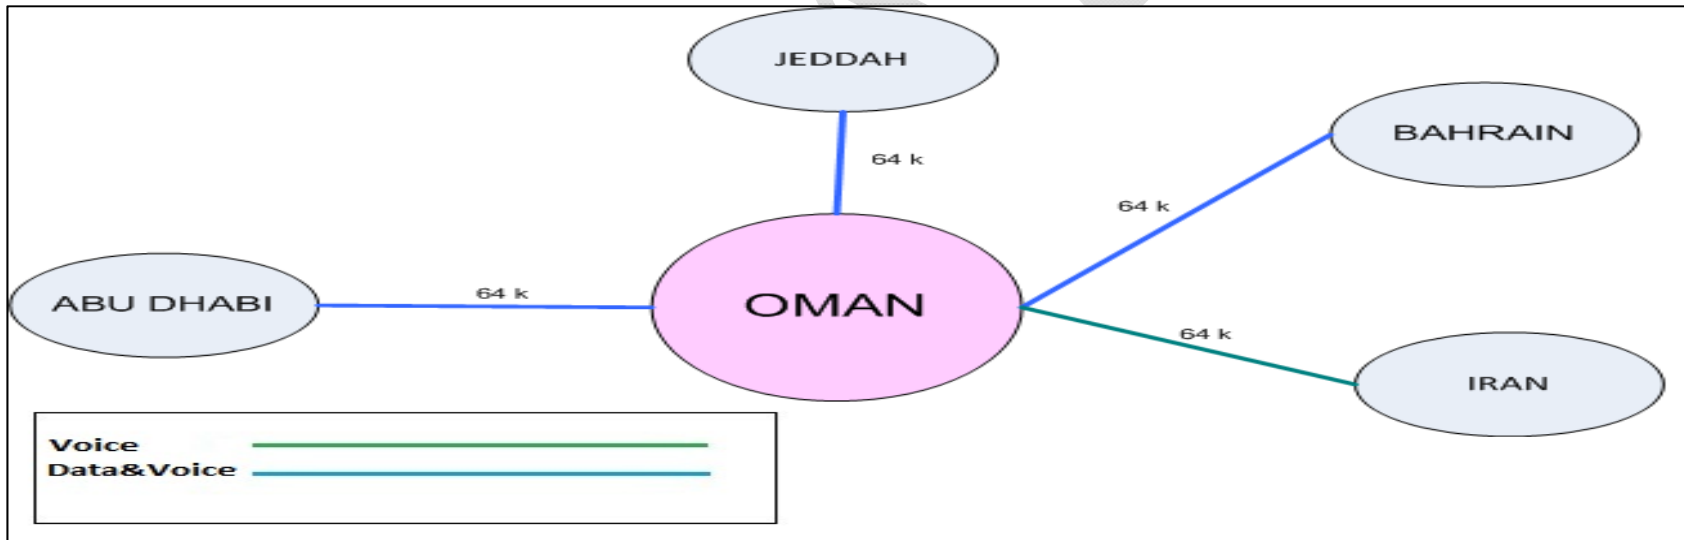 JEDDAH
BAHRAIN
64 k
64 k
64 k
ABU DHABI
OMAN
64 k
IRAN
Voice
Data&Voice